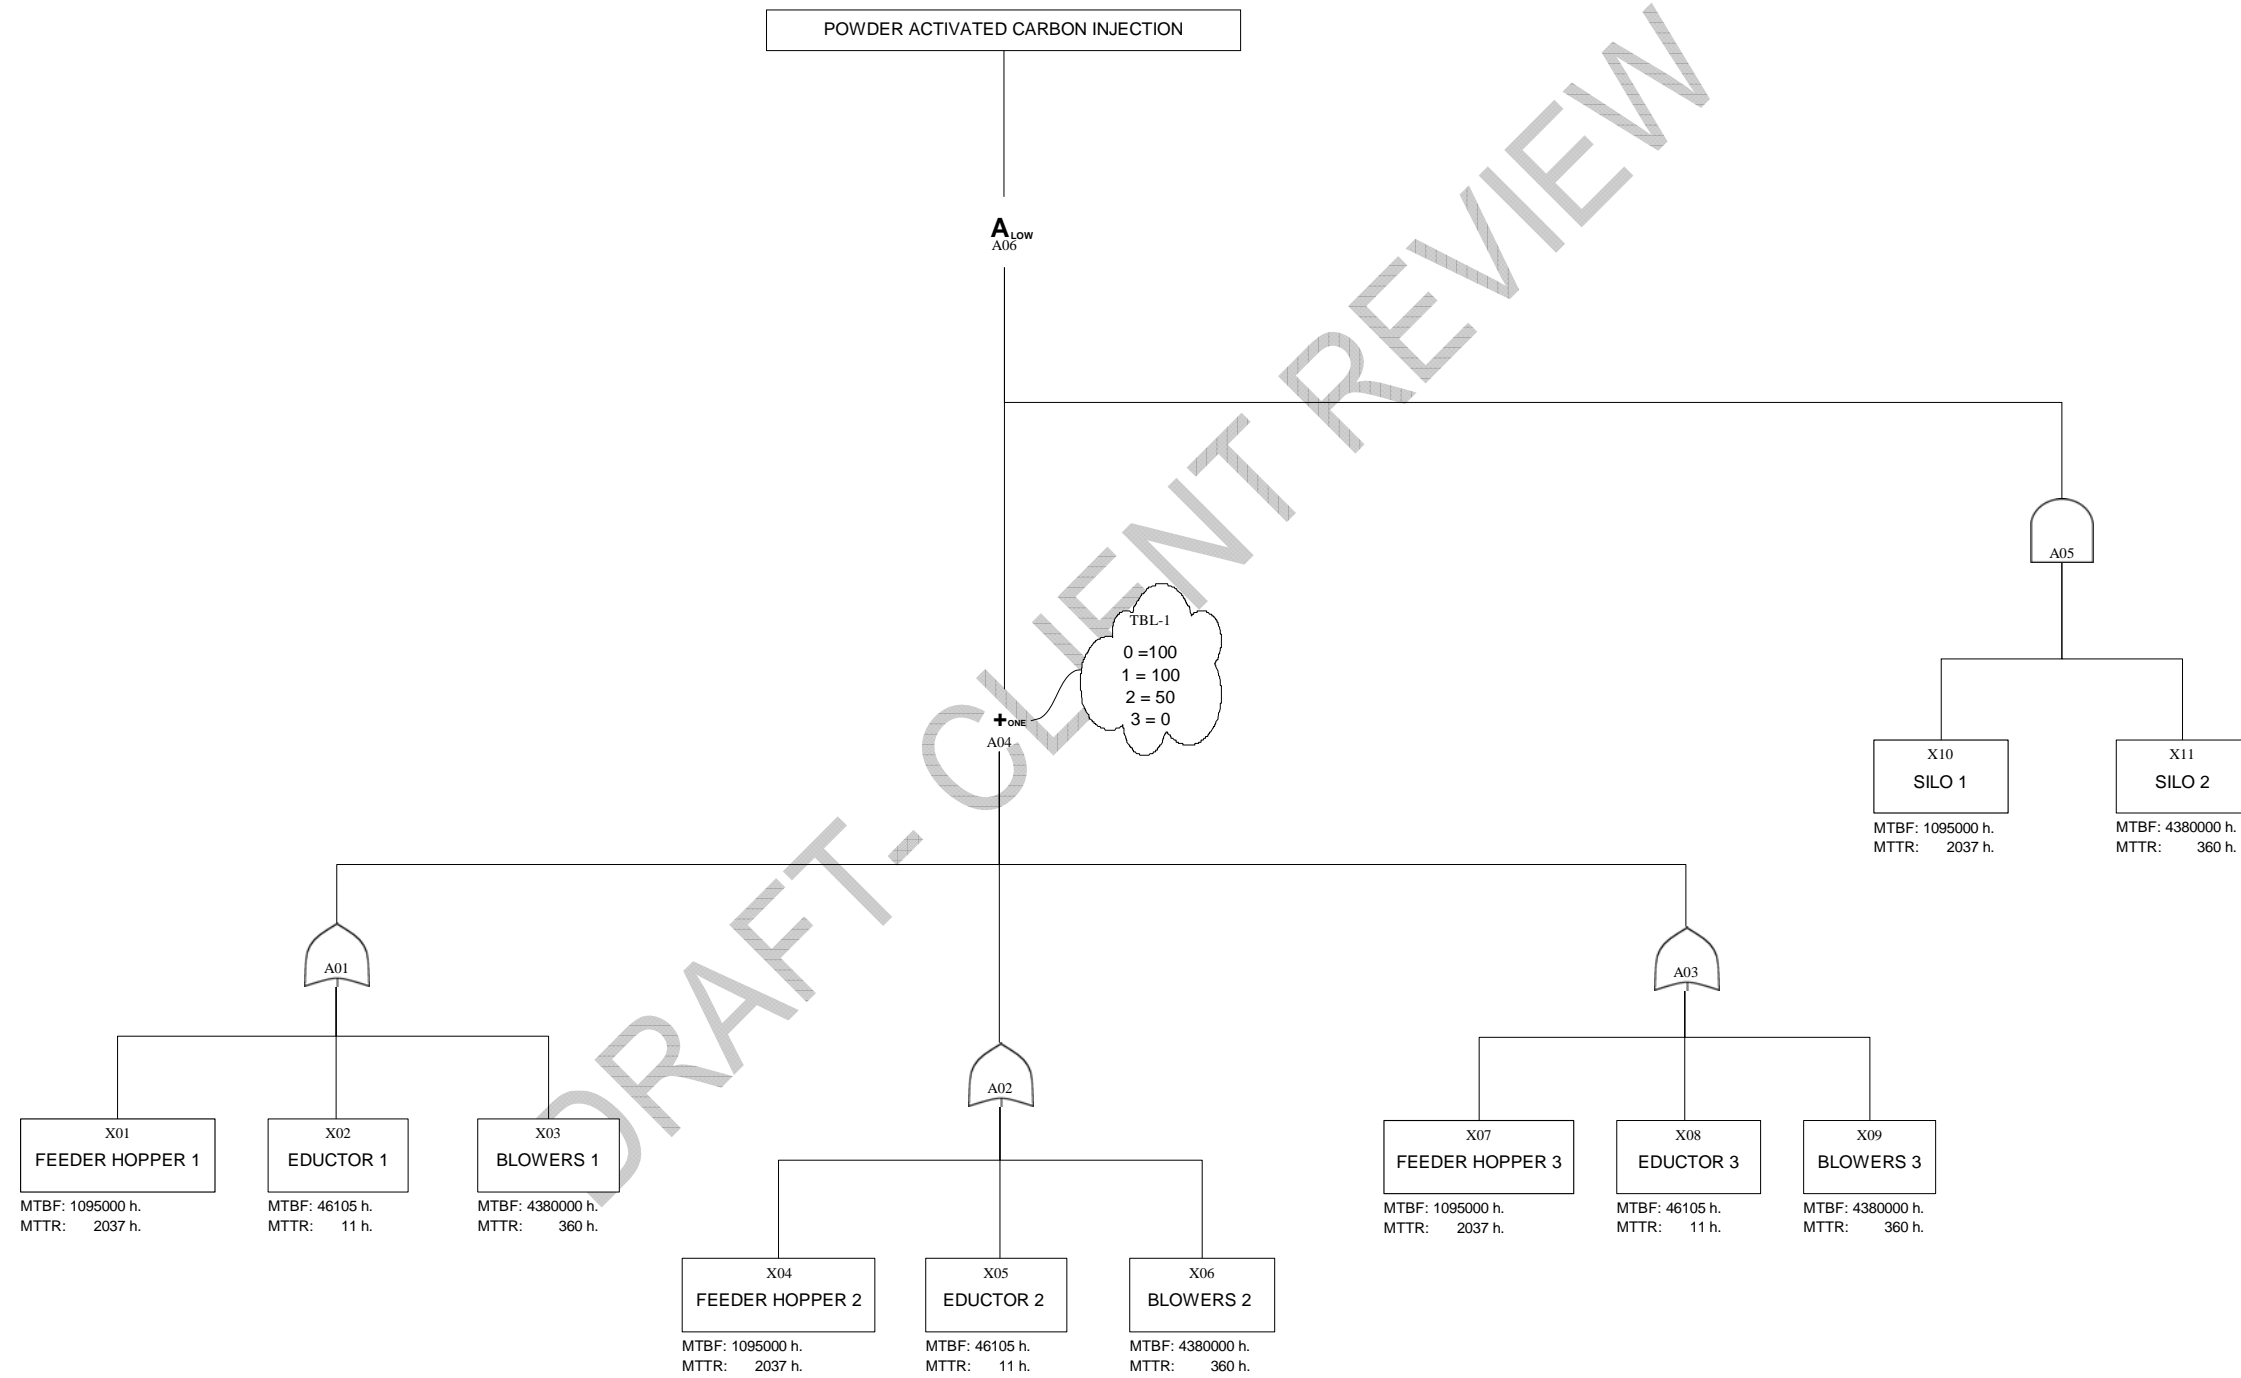 POWDER ACTIVATED CARBON INJECTION
A LOW
A06
A05
TBL-1
0 =100
1 = 100
2 = 50
3 = 0
+ ONE
A04
X10
SILO 1
MTBF: 1095000 h.
MTTR: 2037 h.
X11
SILO 2
MTBF: 4380000 h.
MTTR: 360 h.
A01
A02
A03
X01
FEEDER HOPPER 1
MTBF: 1095000 h.
MTTR: 2037 h.
X02
EDUCTOR 1
MTBF: 46105 h.
MTTR: 11 h.
X03
BLOWERS 1
MTBF: 4380000 h.
MTTR: 360 h.
X04
FEEDER HOPPER 2
MTBF: 1095000 h.
MTTR: 2037 h.
X05
EDUCTOR 2
MTBF: 46105 h.
MTTR: 11 h.
X06
BLOWERS 2
MTBF: 4380000 h.
MTTR: 360 h.
X07
FEEDER HOPPER 3
MTBF: 1095000 h.
MTTR: 2037 h.
X08
EDUCTOR 3
MTBF: 46105 h.
MTTR: 11 h.
X09
BLOWERS 3
MTBF: 4380000 h.
MTTR: 360 h.
DRAFT- CLIENT REVIEW